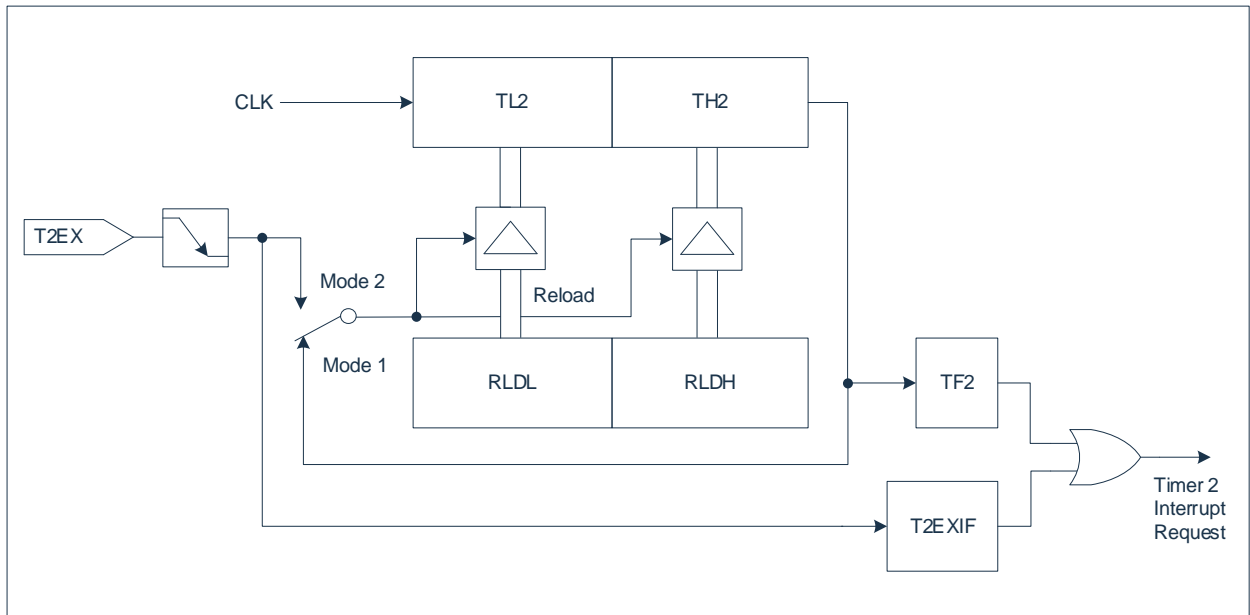 CLK
TL2
TH2
T2EX
Mode 2
Reload
Mode 1
RLDL
RLDH
TF2
T2EXIF
Timer 2
Interrupt
Request